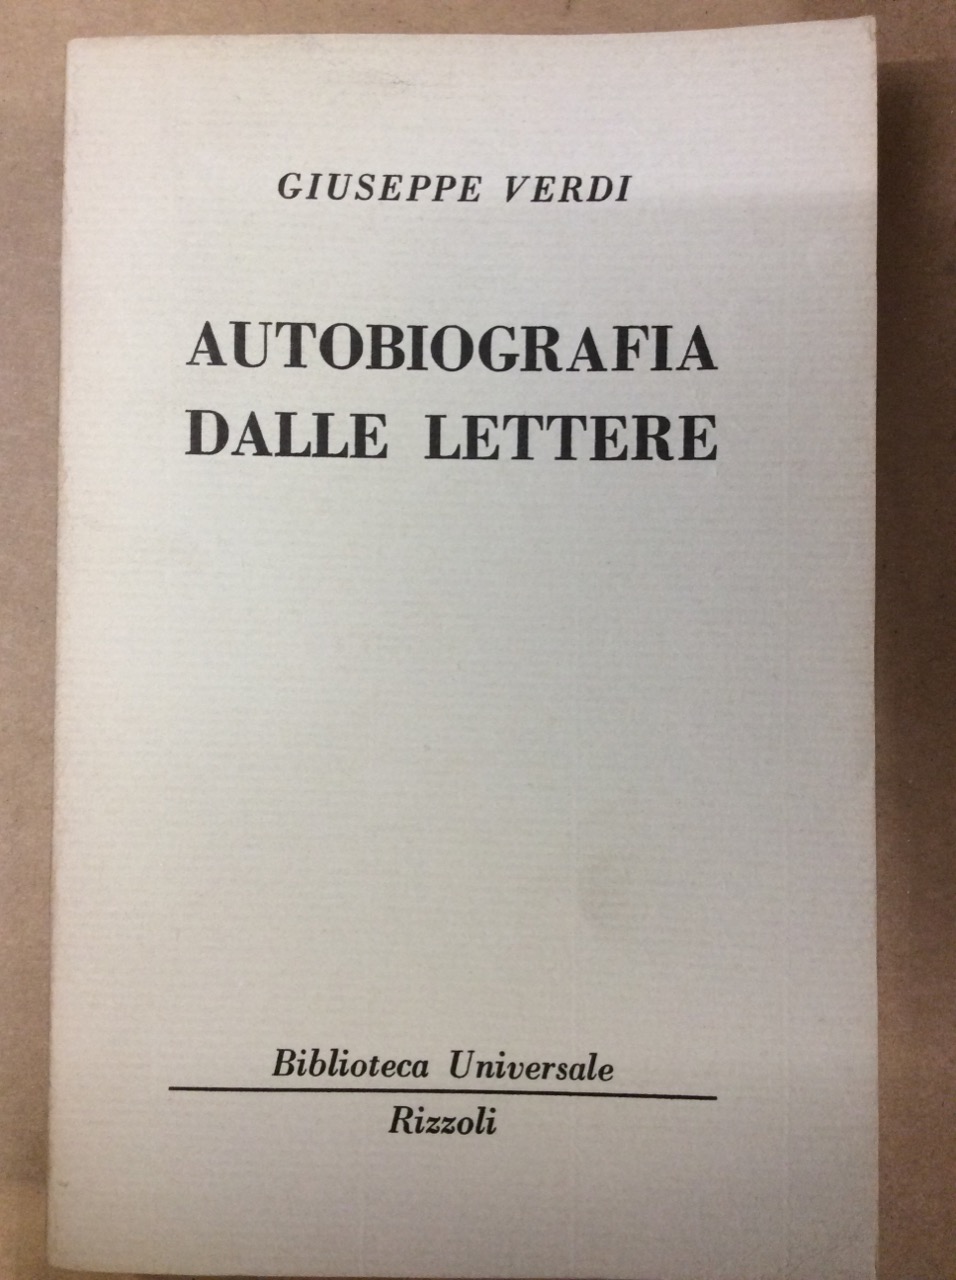 GIUSEPPE VERDI
AUTOBIOGRAFIA
DALLE LETTERE
Biblioteca Universale
Rizzoli